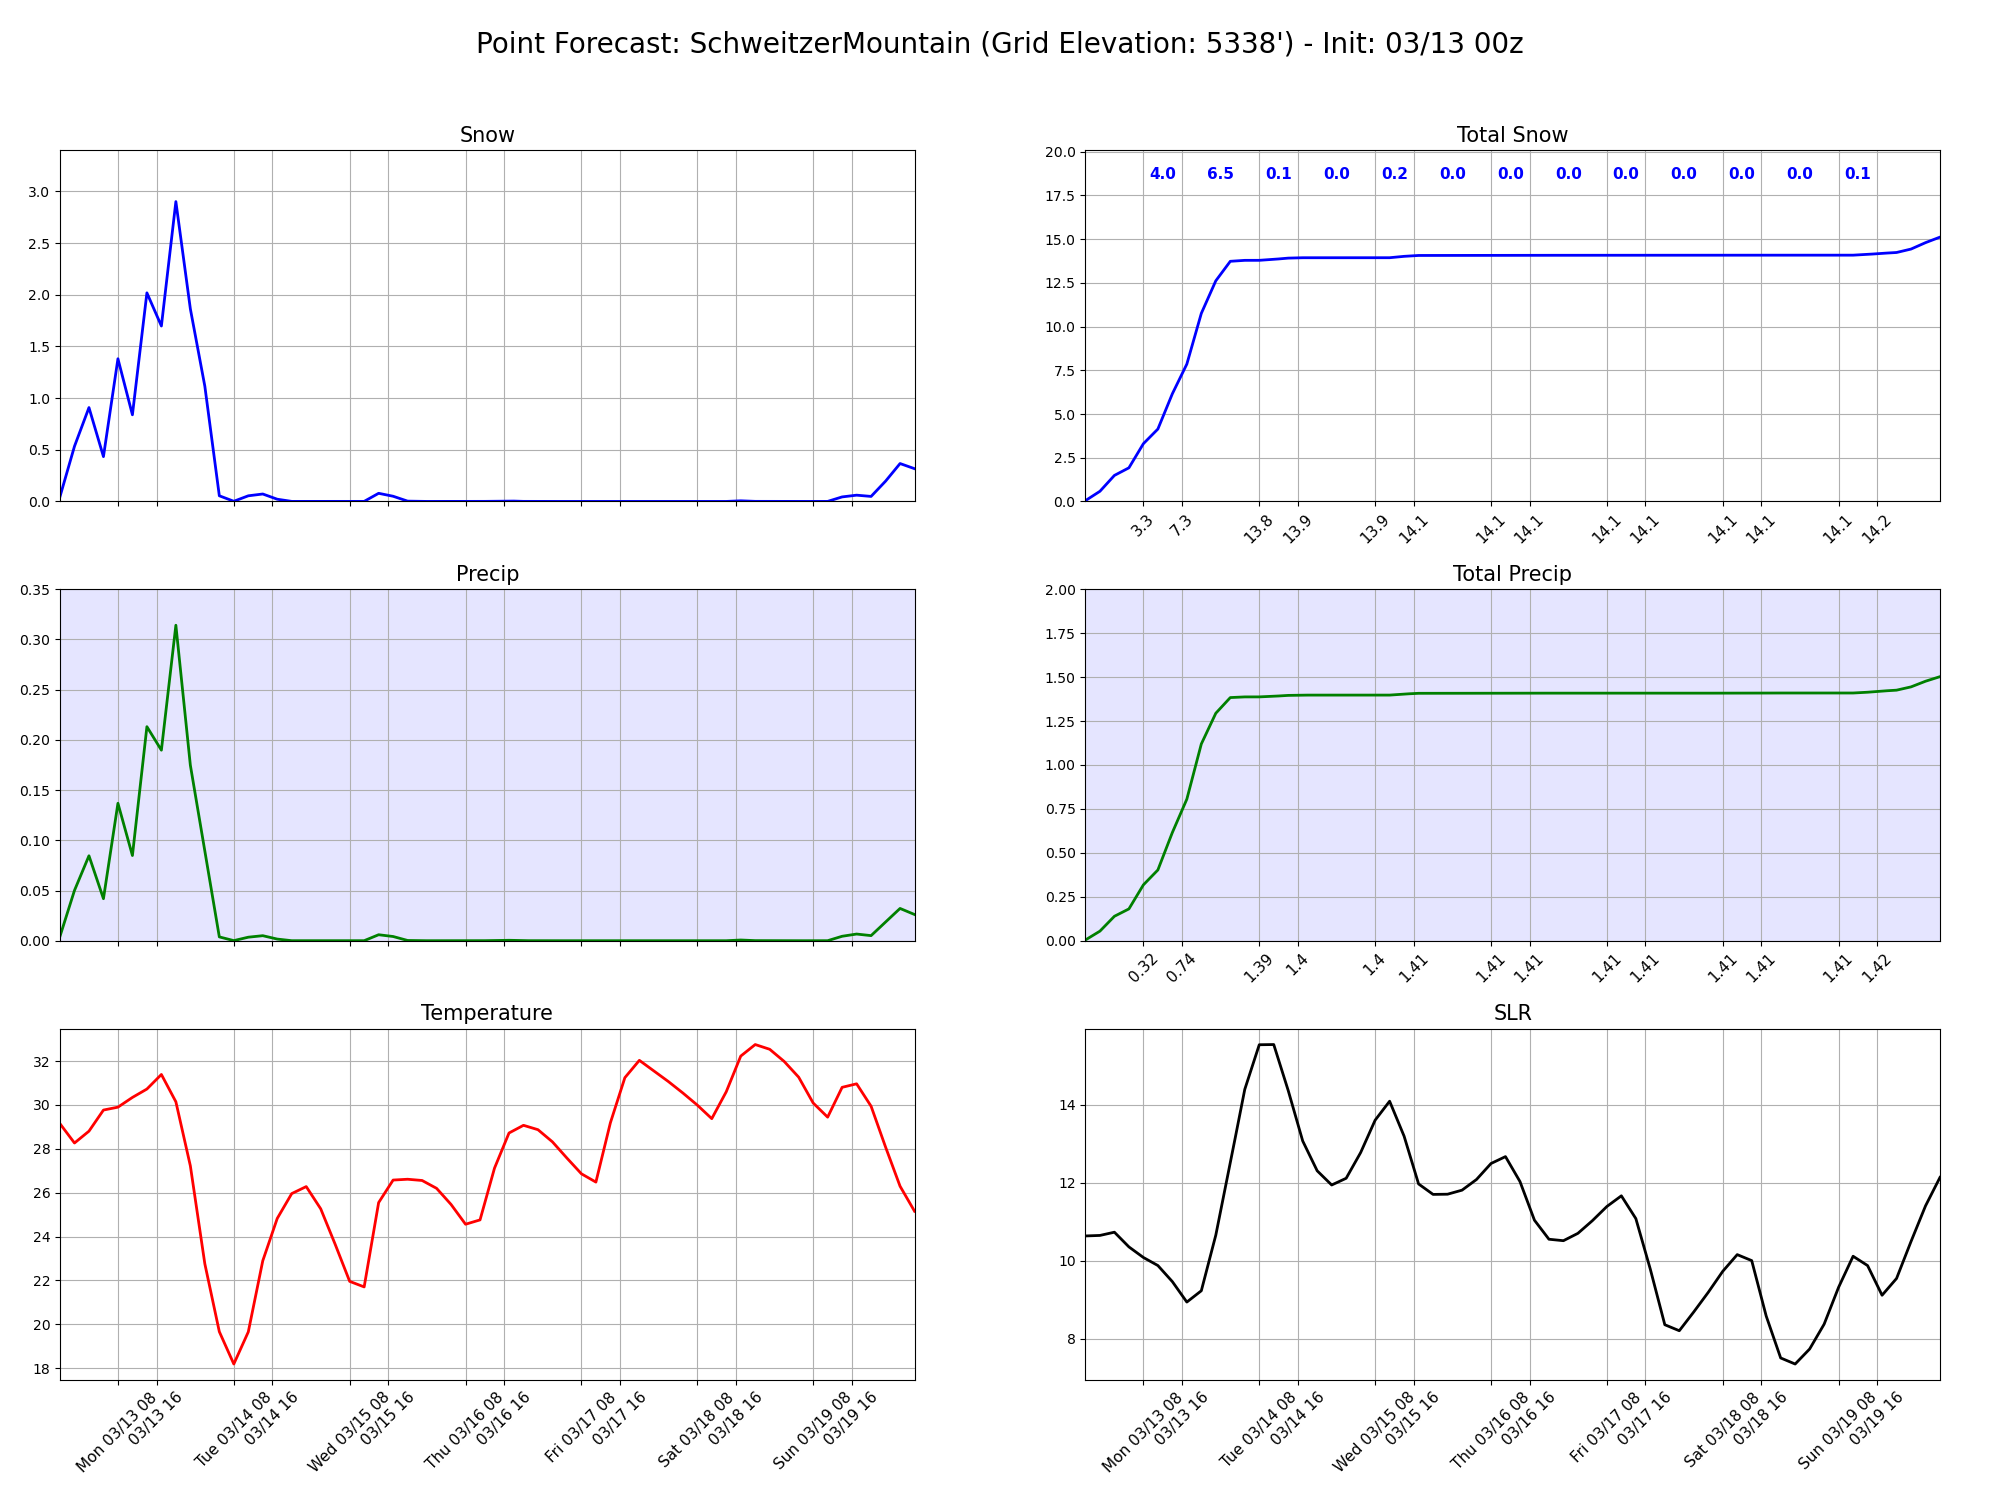 Point Forecast: SchweitzerMountain (Grid Elevation: 5338') - Init: 03/13 00z
Snow
3.0
2.5
2.0
1.5
1.0
0.5
0.0
Total Snow
20.0
17.5
15.0
12.5
10.0
7.5
5.0
2.5
0.0
4.0 6.5 0.1 0.0 0.2 0.0 0.0 0.0 0.0 0.0 0.0 0.0 0.1
3.3 7.3 13.8 13.9 13.9 14.1 14.1 14.1 14.1 14.1 14.1 14.1 14.1 14.2
Precip
0.35
0.30
0.25
0.20
0.15
0.10
0.05
0.00
Total Precip
2.00
1.75
1.50
1.25
1.00
0.75
0.50
0.25
0.00
0.32 0.74 1.39 1.4 1.4 1.41 1.41 1.41 1.41 1.41 1.41 1.41 1.41 1.42
Temperature
32
30
28
26
24
22
20
18
Mon 03/13 08
03/13 16
Tue 03/14 08
03/14 16
Wed 03/15 08
03/15 16
Thu 03/16 08
03/16 16
Fri 03/17 08
03/17 16
Sat 03/18 08
03/18 16
Sun 03/19 08
03/19 16
SLR
14
12
10
8
Mon 03/13 08
03/13 16
Tue 03/14 08
03/14 16
Wed 03/15 08
03/15 16
Thu 03/16 08
03/16 16
Fri 03/17 08
03/17 16
Sat 03/18 08
03/18 16
Sun 03/19 08
03/19 16